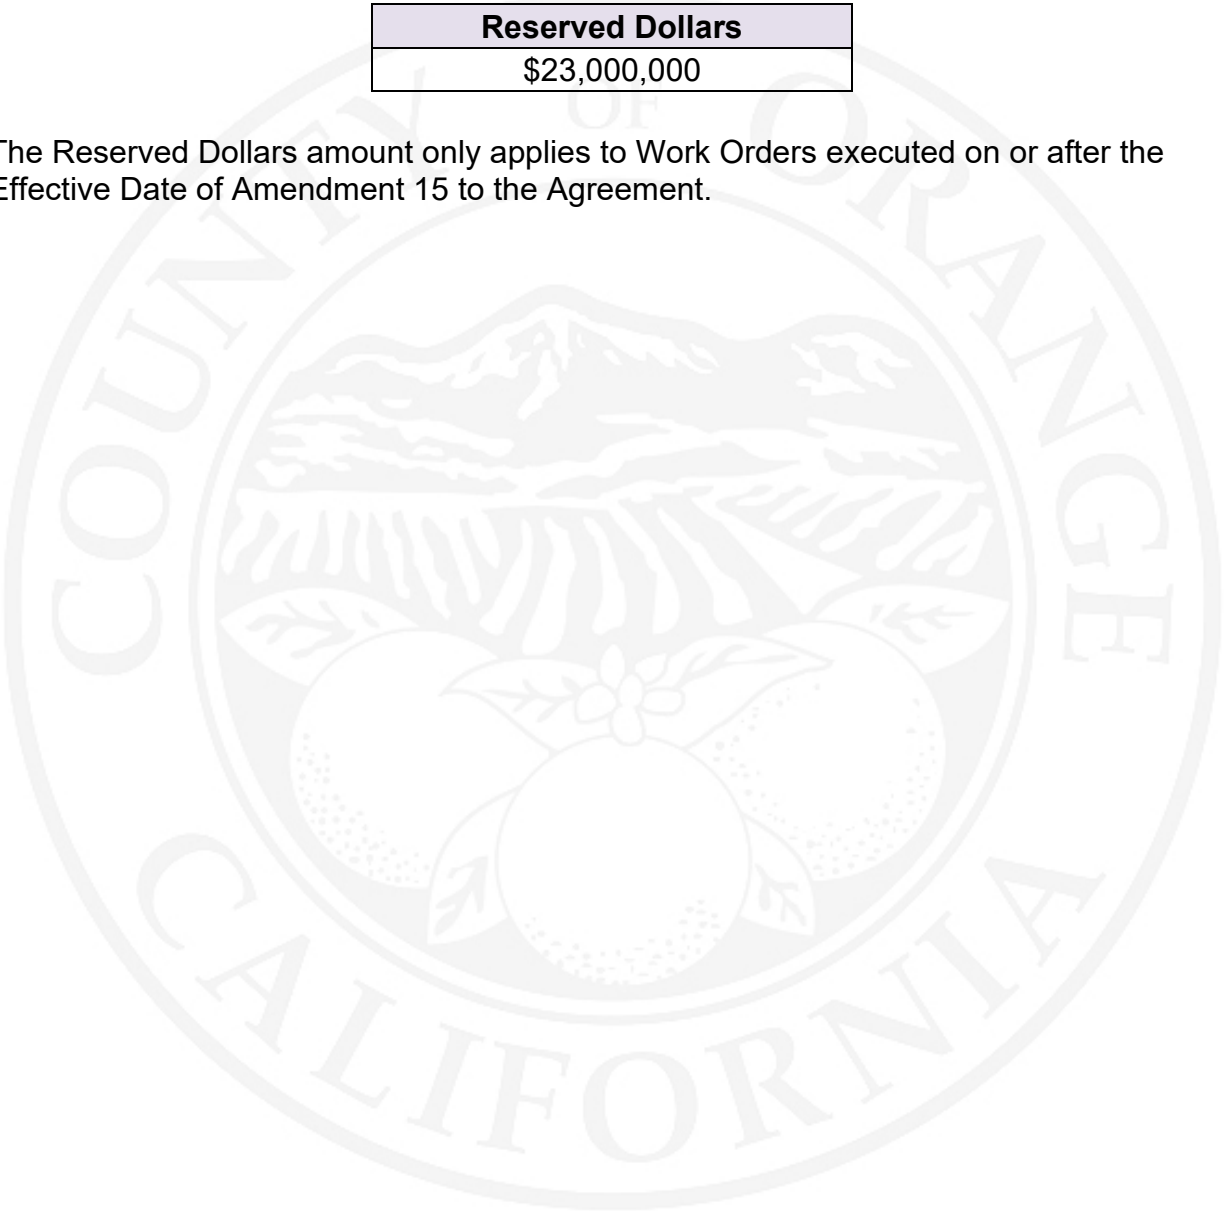 Reserved Dollars
$23,000,000
The Reserved Dollars amount only applies to Work Orders executed on or after the
Effective Date of Amendment 15 to the Agreement.
COUNTY OF ORANGE
CALIFORNIA